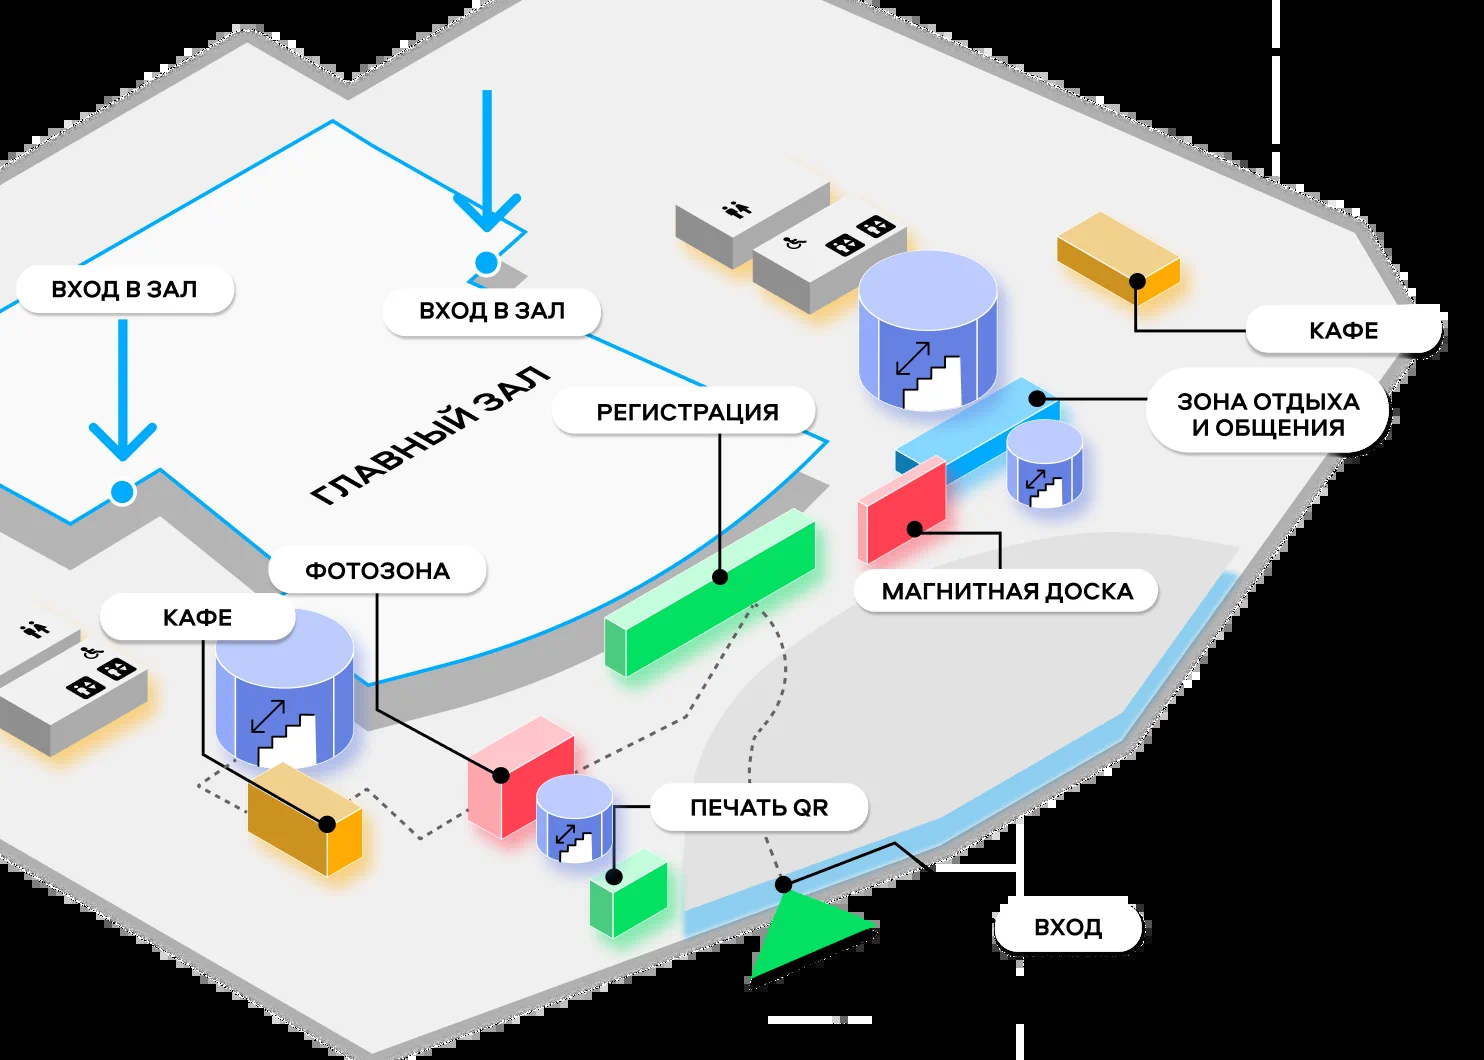 ВХОД В ЗАЛ
ВХОД В ЗАЛ
КАФЕ
ГЛАВНЫЙ ЗАЛ
РЕГИСТРАЦИЯ
ЗОНА ОТДЫХА
И ОБЩЕНИЯ
ФОТОЗОНА
МАГНИТНАЯ ДОСКА
КАФЕ
ПЕЧАТЬ QR
ВХОД